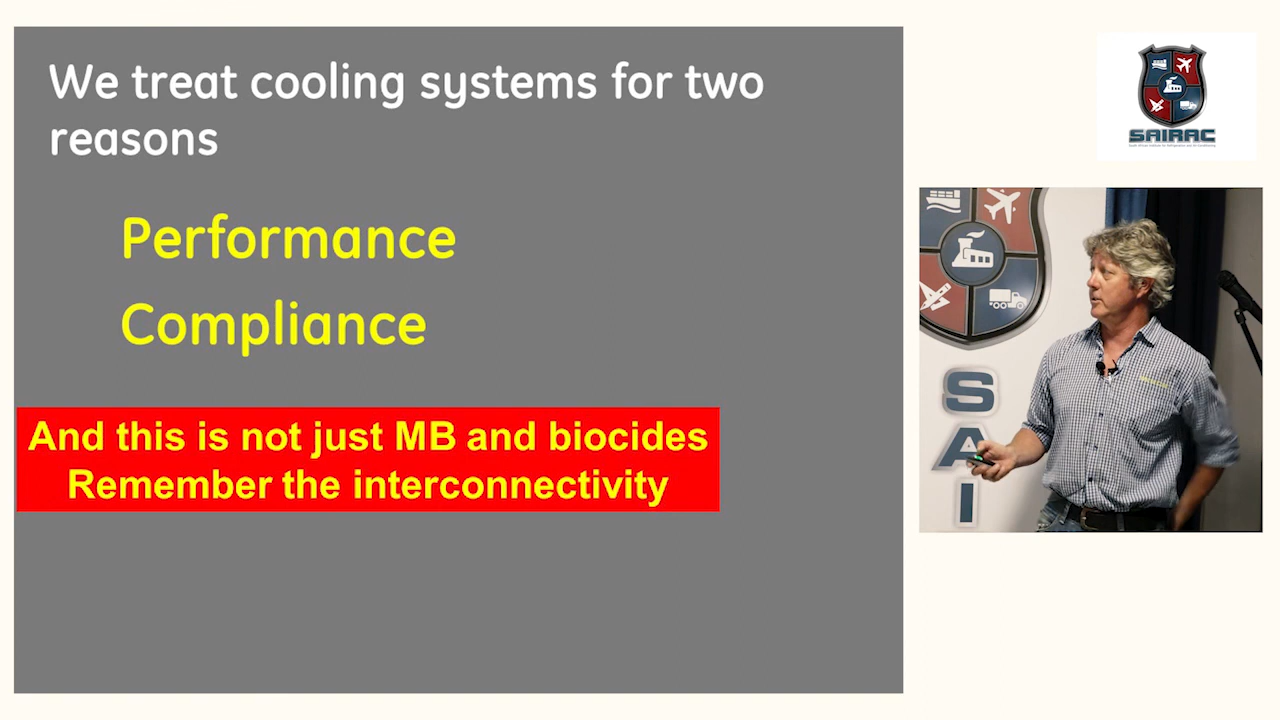 We treat cooling systems for two
reasons
Performance
Compliance
And this is not just MB and biocides
Remember the interconnectivity
SAIRAC
SAI